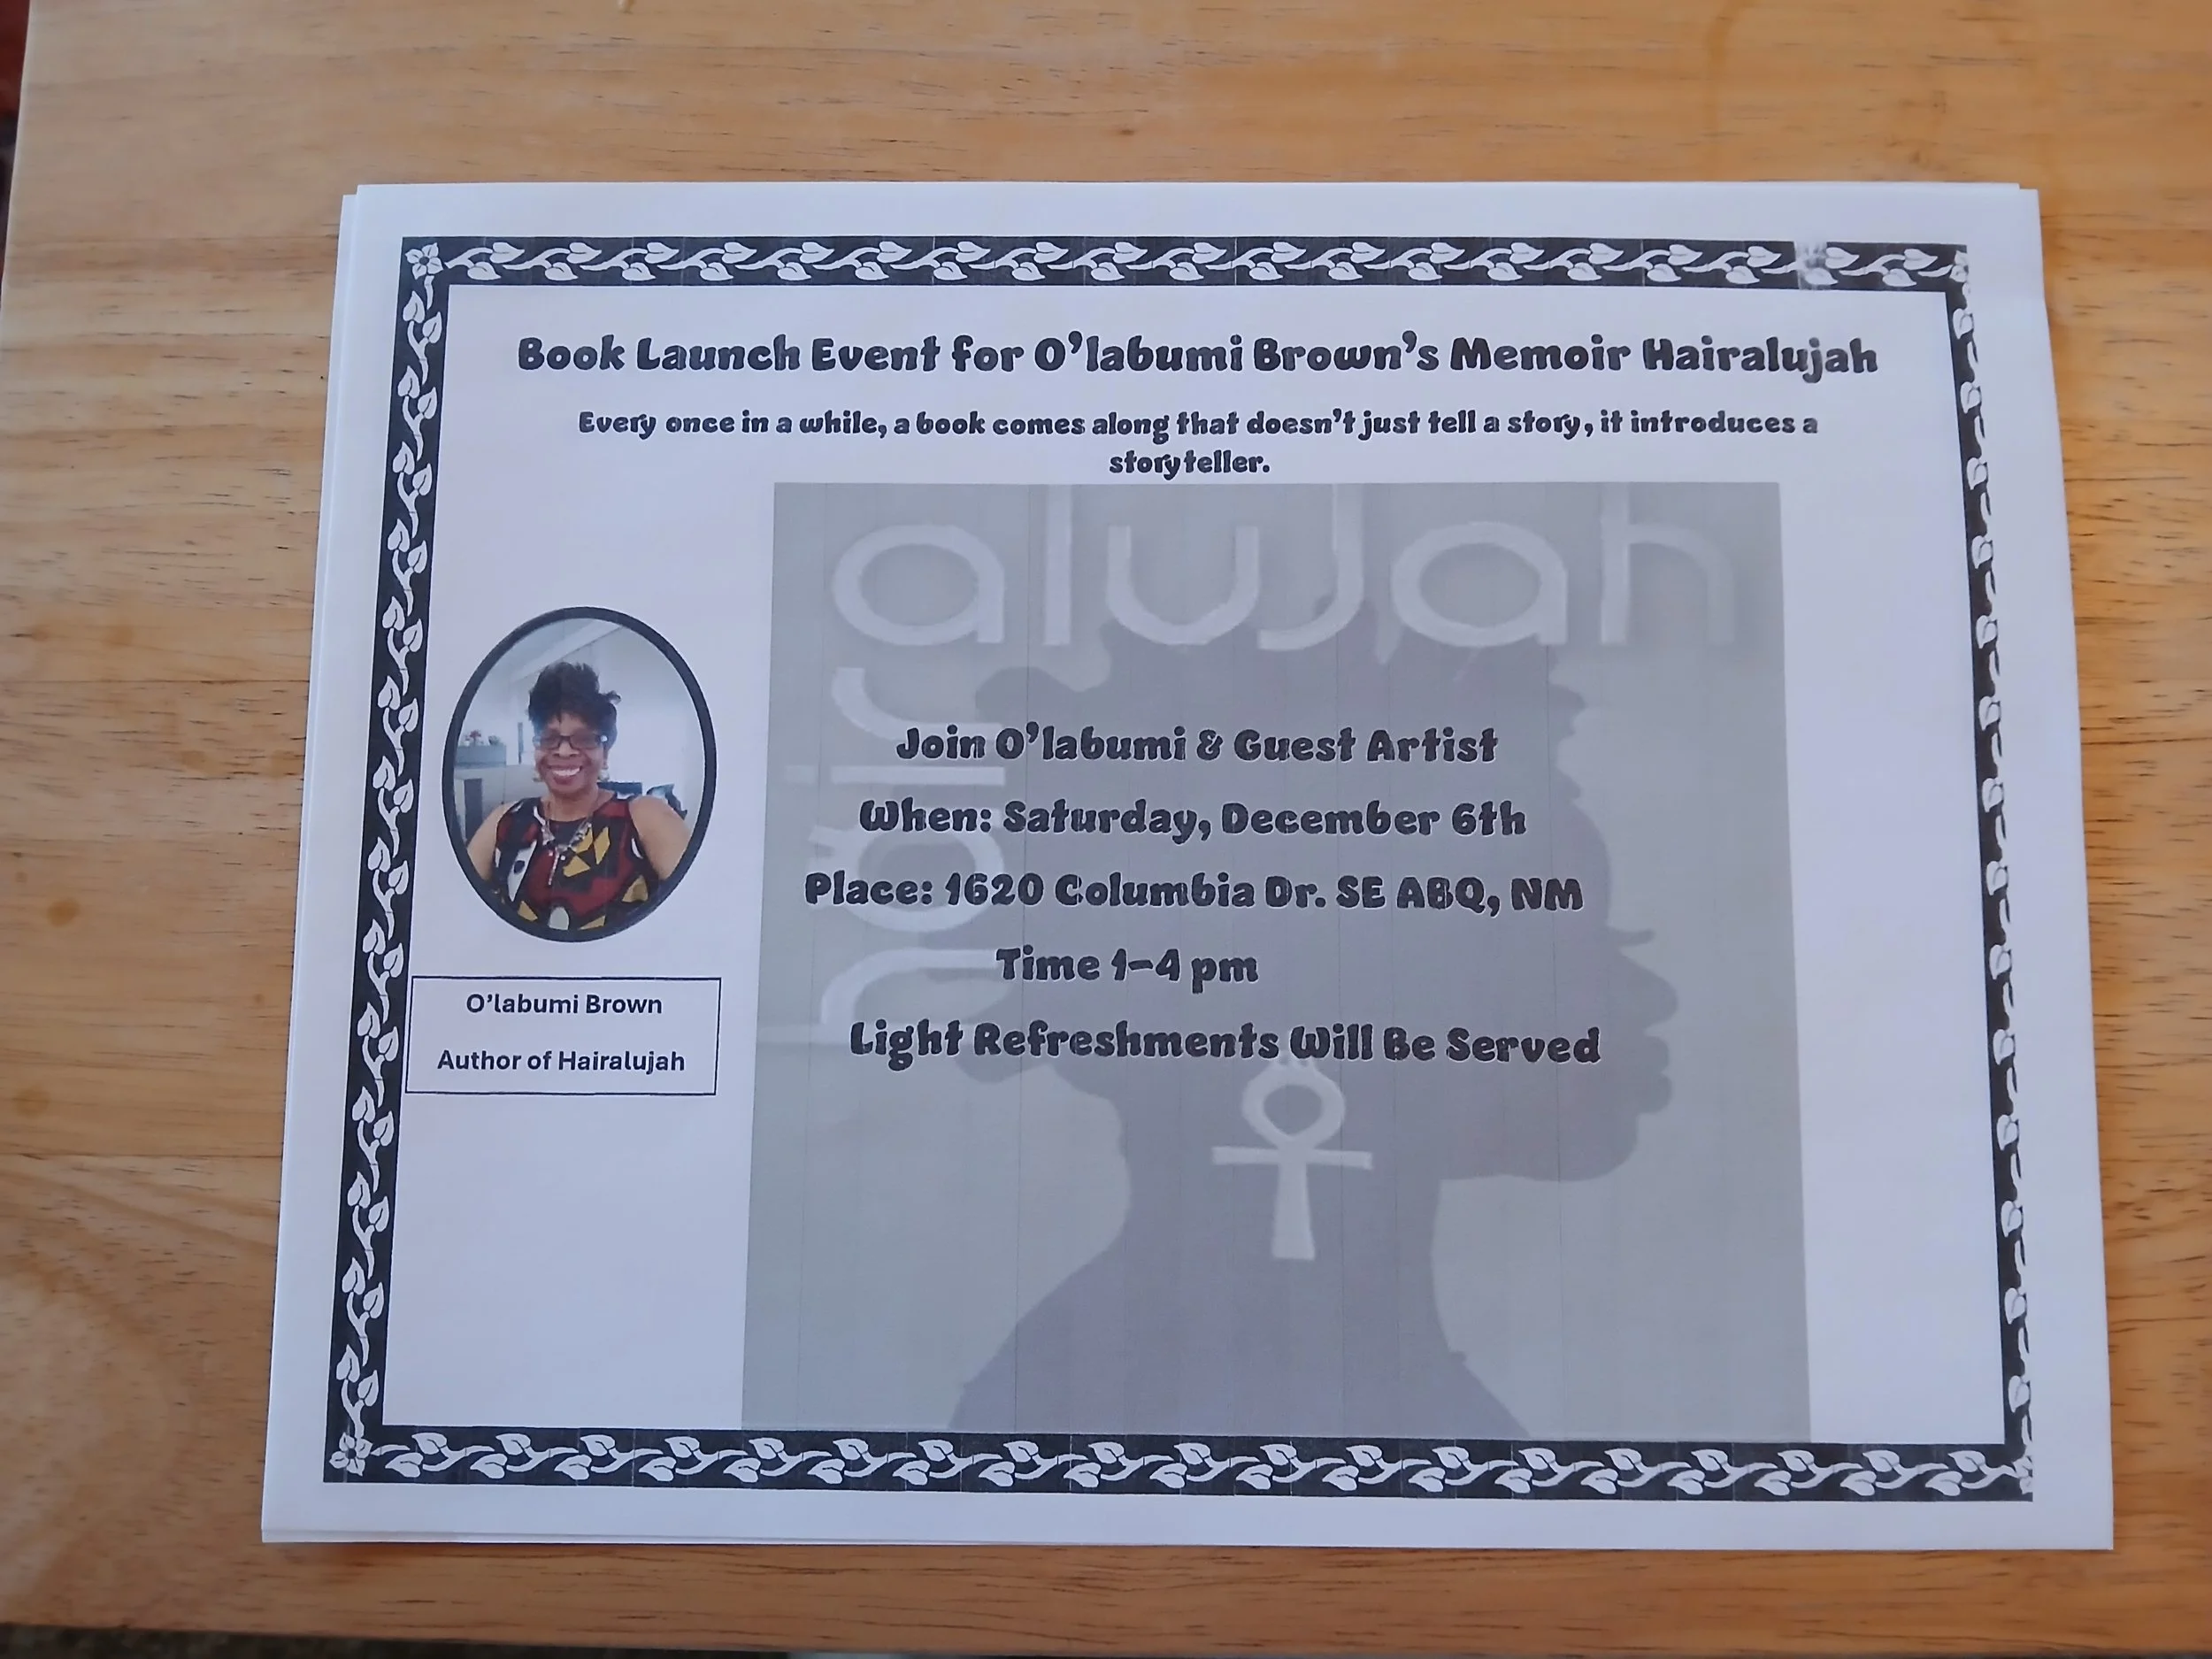 Book Launch Event for O'labumi Brown's Memoir Hairalujah
Every once in a while, a book comes along that doesn't just tell a story, it introduces a
storyteller.
hair
alujah
Join O'labumi & Guest Artist
When: Saturday, December 6th
Place: 1620 Columbia Dr. SE ABQ, NM
Time 1-4 pm
Light Refreshments Will Be Served
O'labumi Brown
Author of Hairalujah